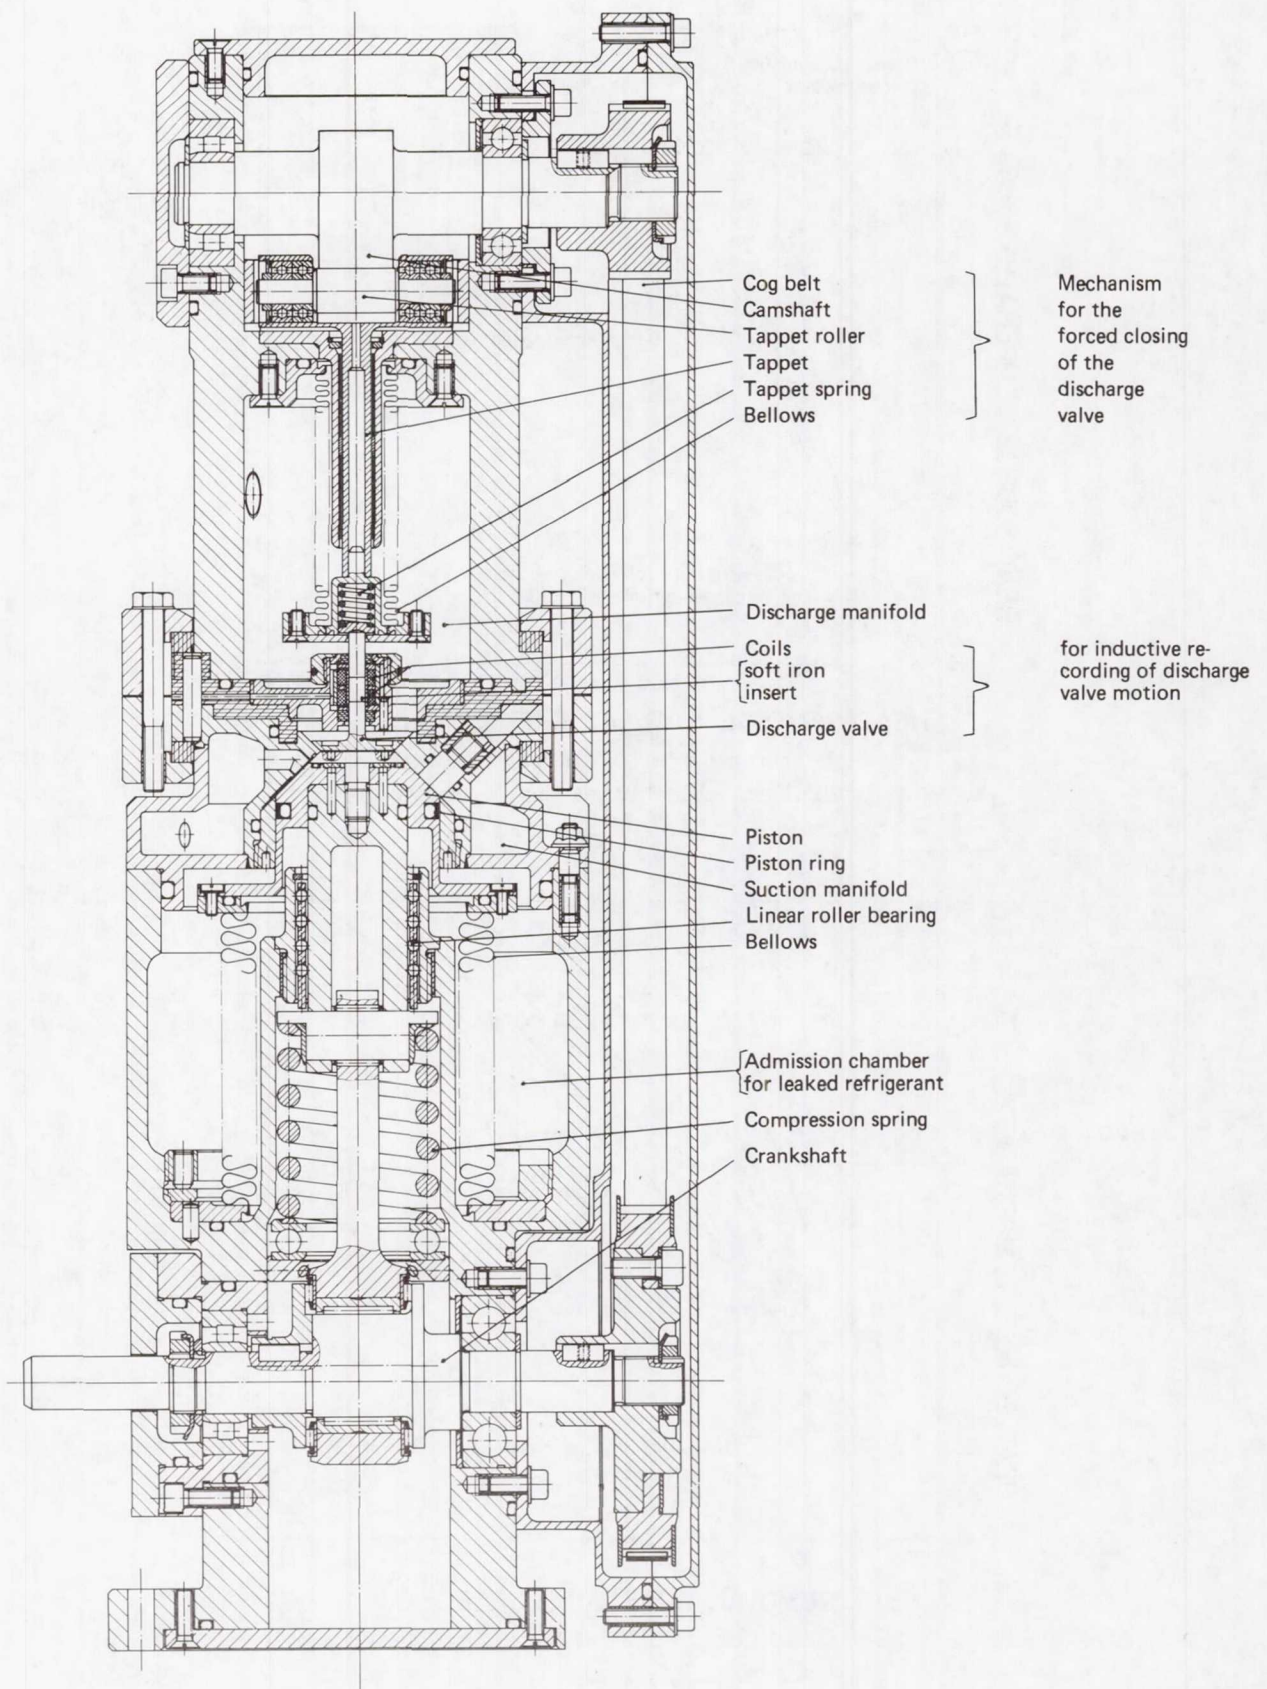 Cog belt
Camshaft
Tappet roller
Tappet
Tappet spring
Bellows
Mechanism
for the
forced closing
of the
discharge
valve
Discharge manifold
Coils
soft iron
insert
Discharge valve
for inductive re-
cording of discharge
valve motion
Piston
Piston ring
Suction manifold
Linear roller bearing
Bellows
Admission chamber
for leaked refrigerant
Compression spring
Crankshaft